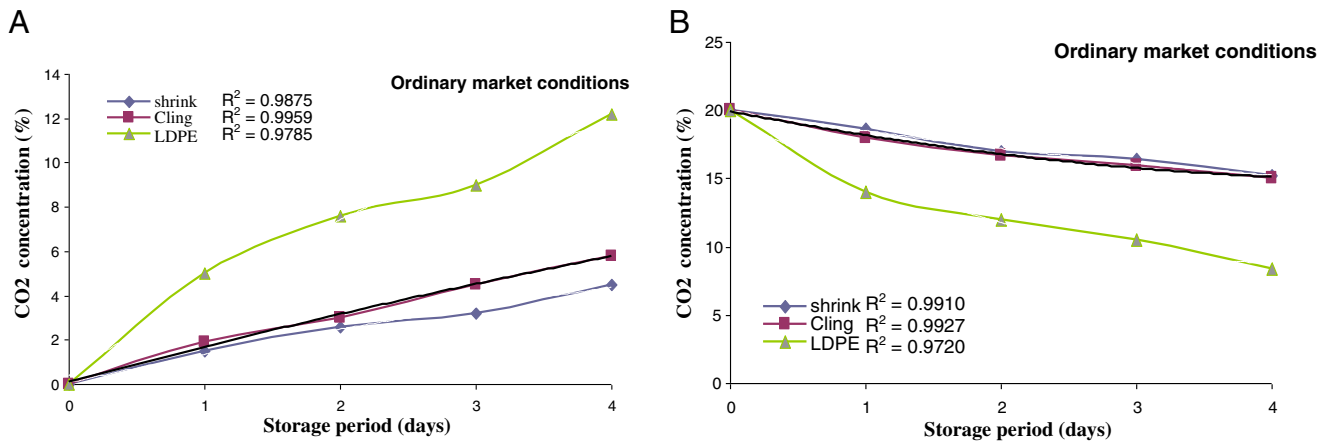 A
Ordinary market conditions
shrink R² = 0.9875
Cling R² = 0.9959
LDPE R² = 0.9785
CO2 concentration (%)
14
12
10
8
6
4
2
0
0 1 2 3 4
Storage period (days)
B
Ordinary market conditions
CO2 concentration (%)
25
20
15
10
5
0
shrink R² = 0.9910
Cling R² = 0.9927
LDPE R² = 0.9720
0 1 2 3 4
Storage period (days)